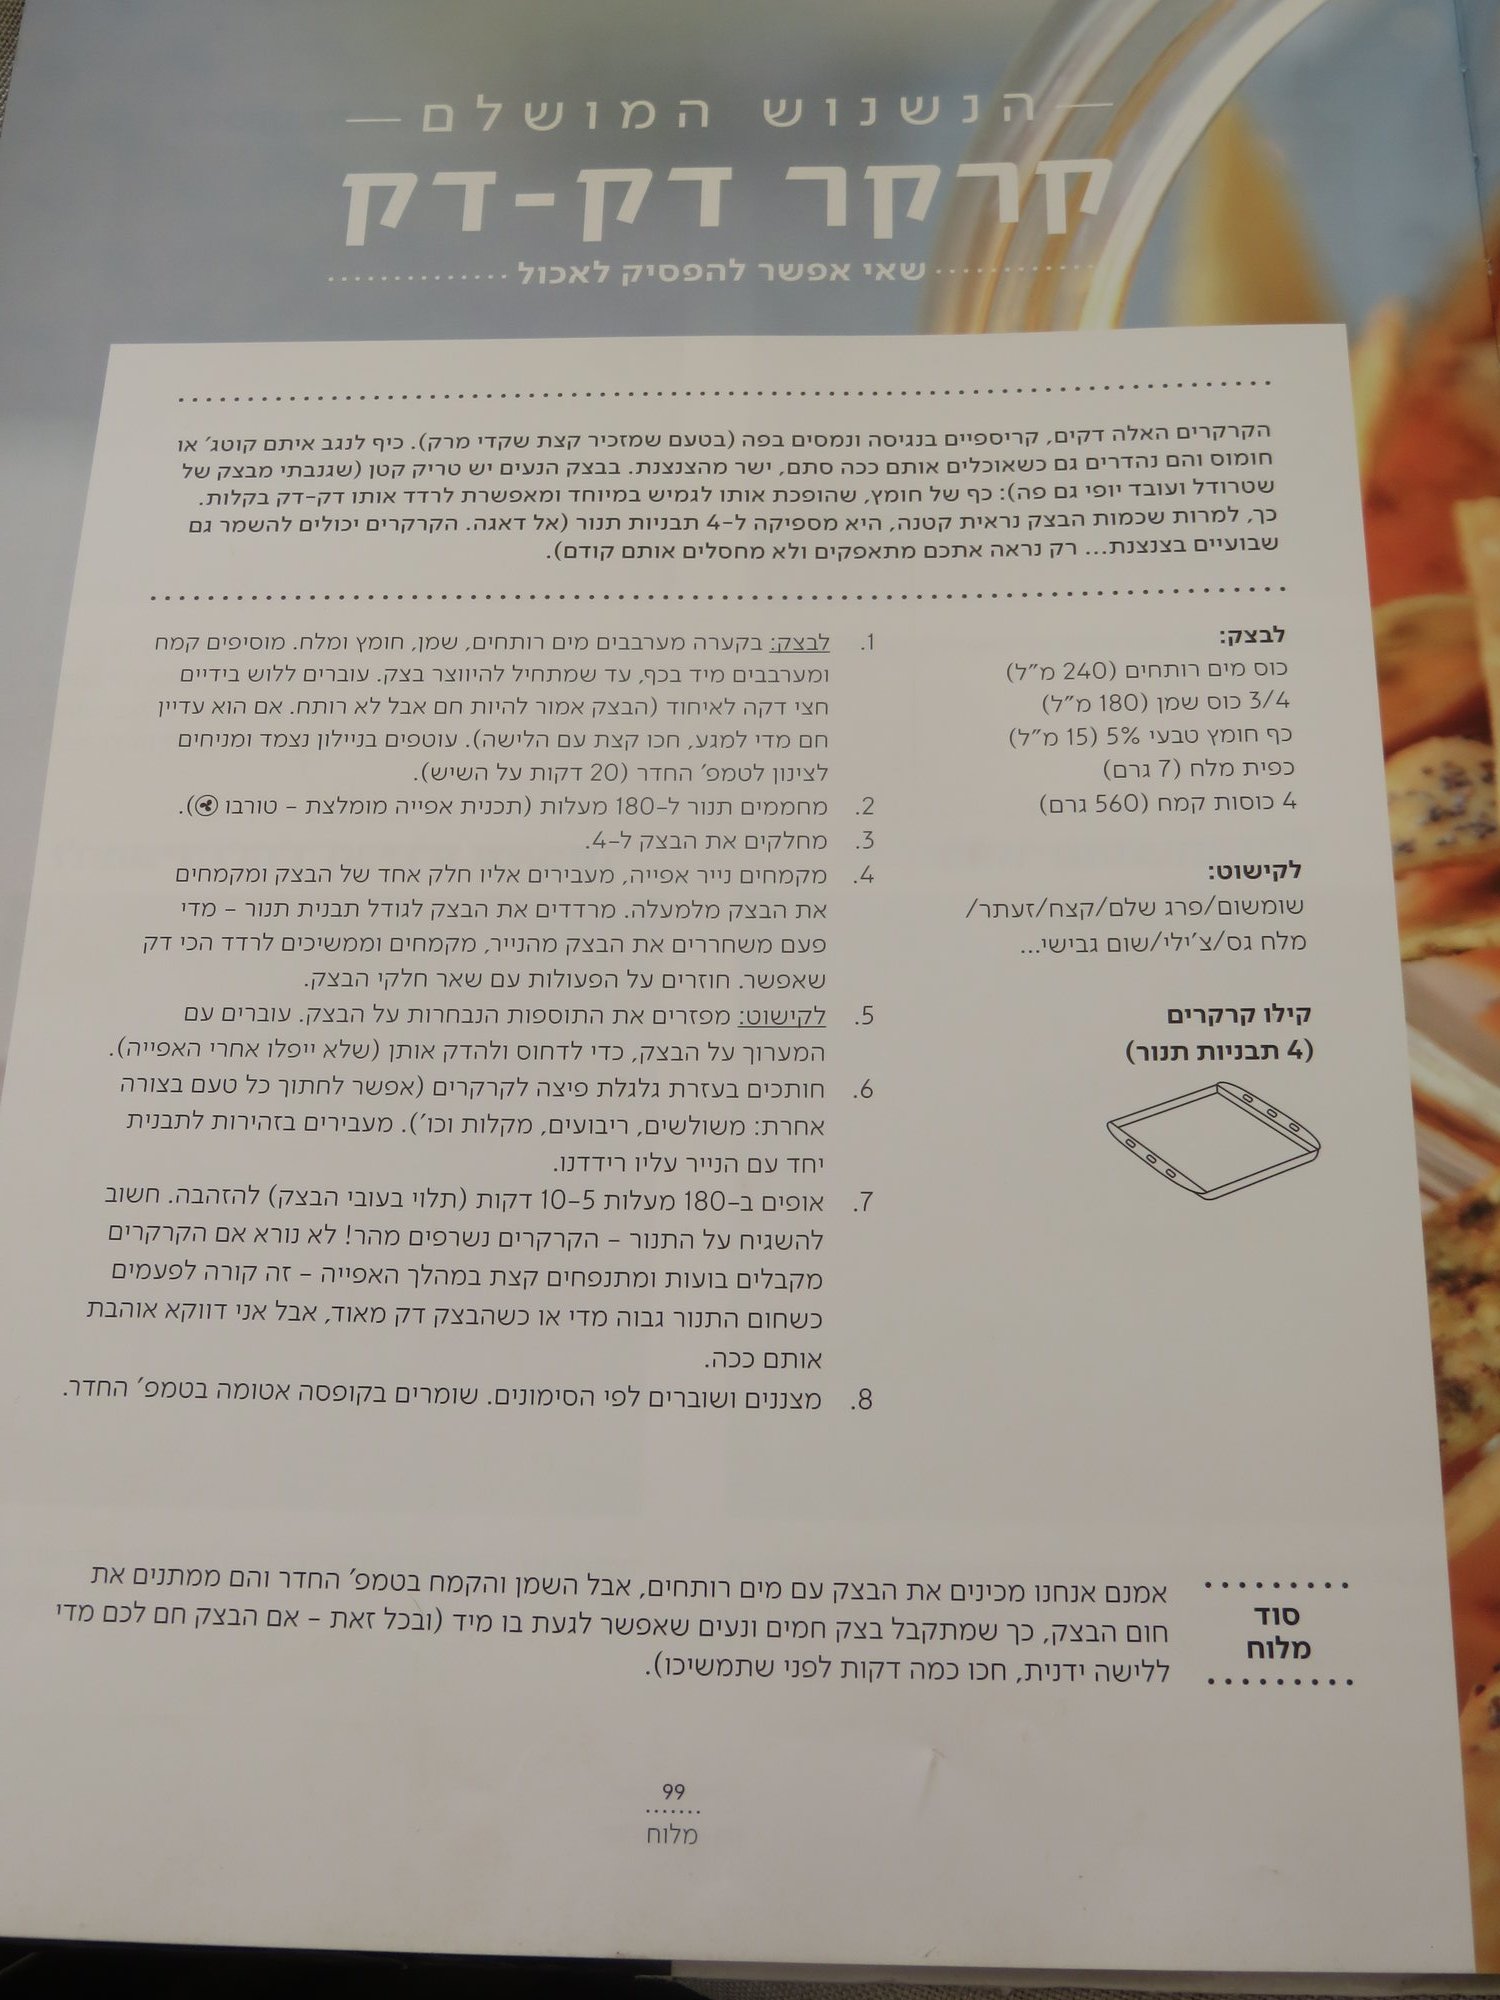 הנשנוש המושלם
קרקר דק-דק
שאי אפשר להפסיק לאכול
הקרקרים האלה דקים, קריספיים בנגיסה ונמסים בפה (בטעם שמזכיר קצת שקדי מרק). כיף לנגב איתם קוטג' או
חומוס והם נהדרים גם כשאוכלים אותם ככה סתם, ישר מהצנצנת. בבצק הנעים יש טריק קטן (שגנבתי מבצק של
שטרודל ועובד יופי גם פה): כף של חומץ, שהופכת אותו לגמיש במיוחד ומאפשרת לרדד אותו דק-דק בקלות.
כך, למרות שכמות הבצק נראית קטנה, היא מספיקה ל-4 תבניות תנור (אל דאגה. הקרקרים יכולים להשמר גם
שבועיים בצנצנת... רק נראה אתכם מתאפקים ולא מחסלים אותם קודם).
לבצק:
כוס מים רותחים (240 מ״ל)
3/4 כוס שמן (180 מ״ל)
כף חומץ טבעי 5% (15 מ״ל)
כפית מלח (7 גרם)
4 כוסות קמח (560 גרם)
לקישוט:
שומשום/פרג שלם/קצח/זעתר/
מלח גס/צ'ילי/שום גבישי...
קילו קרקרים
(4 תבניות תנור)
1. לבצק: בקערה מערבבים מים רותחים, שמן, חומץ ומלח. מוסיפים קמח
ומערבבים מיד בכף, עד שמתחיל להיווצר בצק. עוברים ללוש בידיים
חצי דקה לאיחוד (הבצק אמור להיות חם אבל לא רותח. אם הוא עדיין
חם מדי למגע, חכו קצת עם הלישה). עוטפים בניילון נצמד ומניחים
לצינון לטמפ' החדר (20 דקות על השיש).
2. מחממים תנור ל-180 מעלות (תכנית אפייה מומלצת – טורבו).
3. מחלקים את הבצק ל-4.
4. מקמחים נייר אפייה, מעבירים אליו חלק אחד של הבצק ומקמחים
את הבצק מלמעלה. מרדדים את הבצק לגודל תבנית תנור – מדי
פעם משחררים את הבצק מהנייר, מקמחים וממשיכים לרדד הכי דק
שאפשר. חוזרים על הפעולות עם שאר חלקי הבצק.
5. לקישוט: מפזרים את התוספות הנבחרות על הבצק. עוברים עם
המערוך על הבצק, כדי לדחוס ולהדק אותן (שלא ייפלו אחרי האפייה).
6. חותכים בעזרת גלגלת פיצה לקרקרים (אפשר לחתוך כל טעם בצורה
אחרת: משולשים, ריבועים, מקלות וכו'). מעבירים בזהירות לתבנית
יחד עם הנייר עליו רידדנו.
7. אופים ב-180 מעלות 10-5 דקות (תלוי בעובי הבצק) להזהבה. חשוב
להשגיח על התנור – הקרקרים נשרפים מהר! לא נורא אם הקרקרים
מקבלים בועות ומתנפחים קצת במהלך האפייה – זה קורה לפעמים
כשחום התנור גבוה מדי או כשהבצק דק מאוד, אבל אני דווקא אוהבת
אותם ככה.
8. מצננים ושוברים לפי הסימונים. שומרים בקופסה אטומה בטמפ' החדר.
סוד
מלוח
אמנם אנחנו מכינים את הבצק עם מים רותחים, אבל השמן והקמח בטמפ' החדר והם ממתנים את
חום הבצק, כך שמתקבל בצק חמים ונעים שאפשר לגעת בו מיד (ובכל זאת – אם הבצק חם לכם מדי
ללישה ידנית, חכו כמה דקות לפני שתמשיכו).
99
מלוח